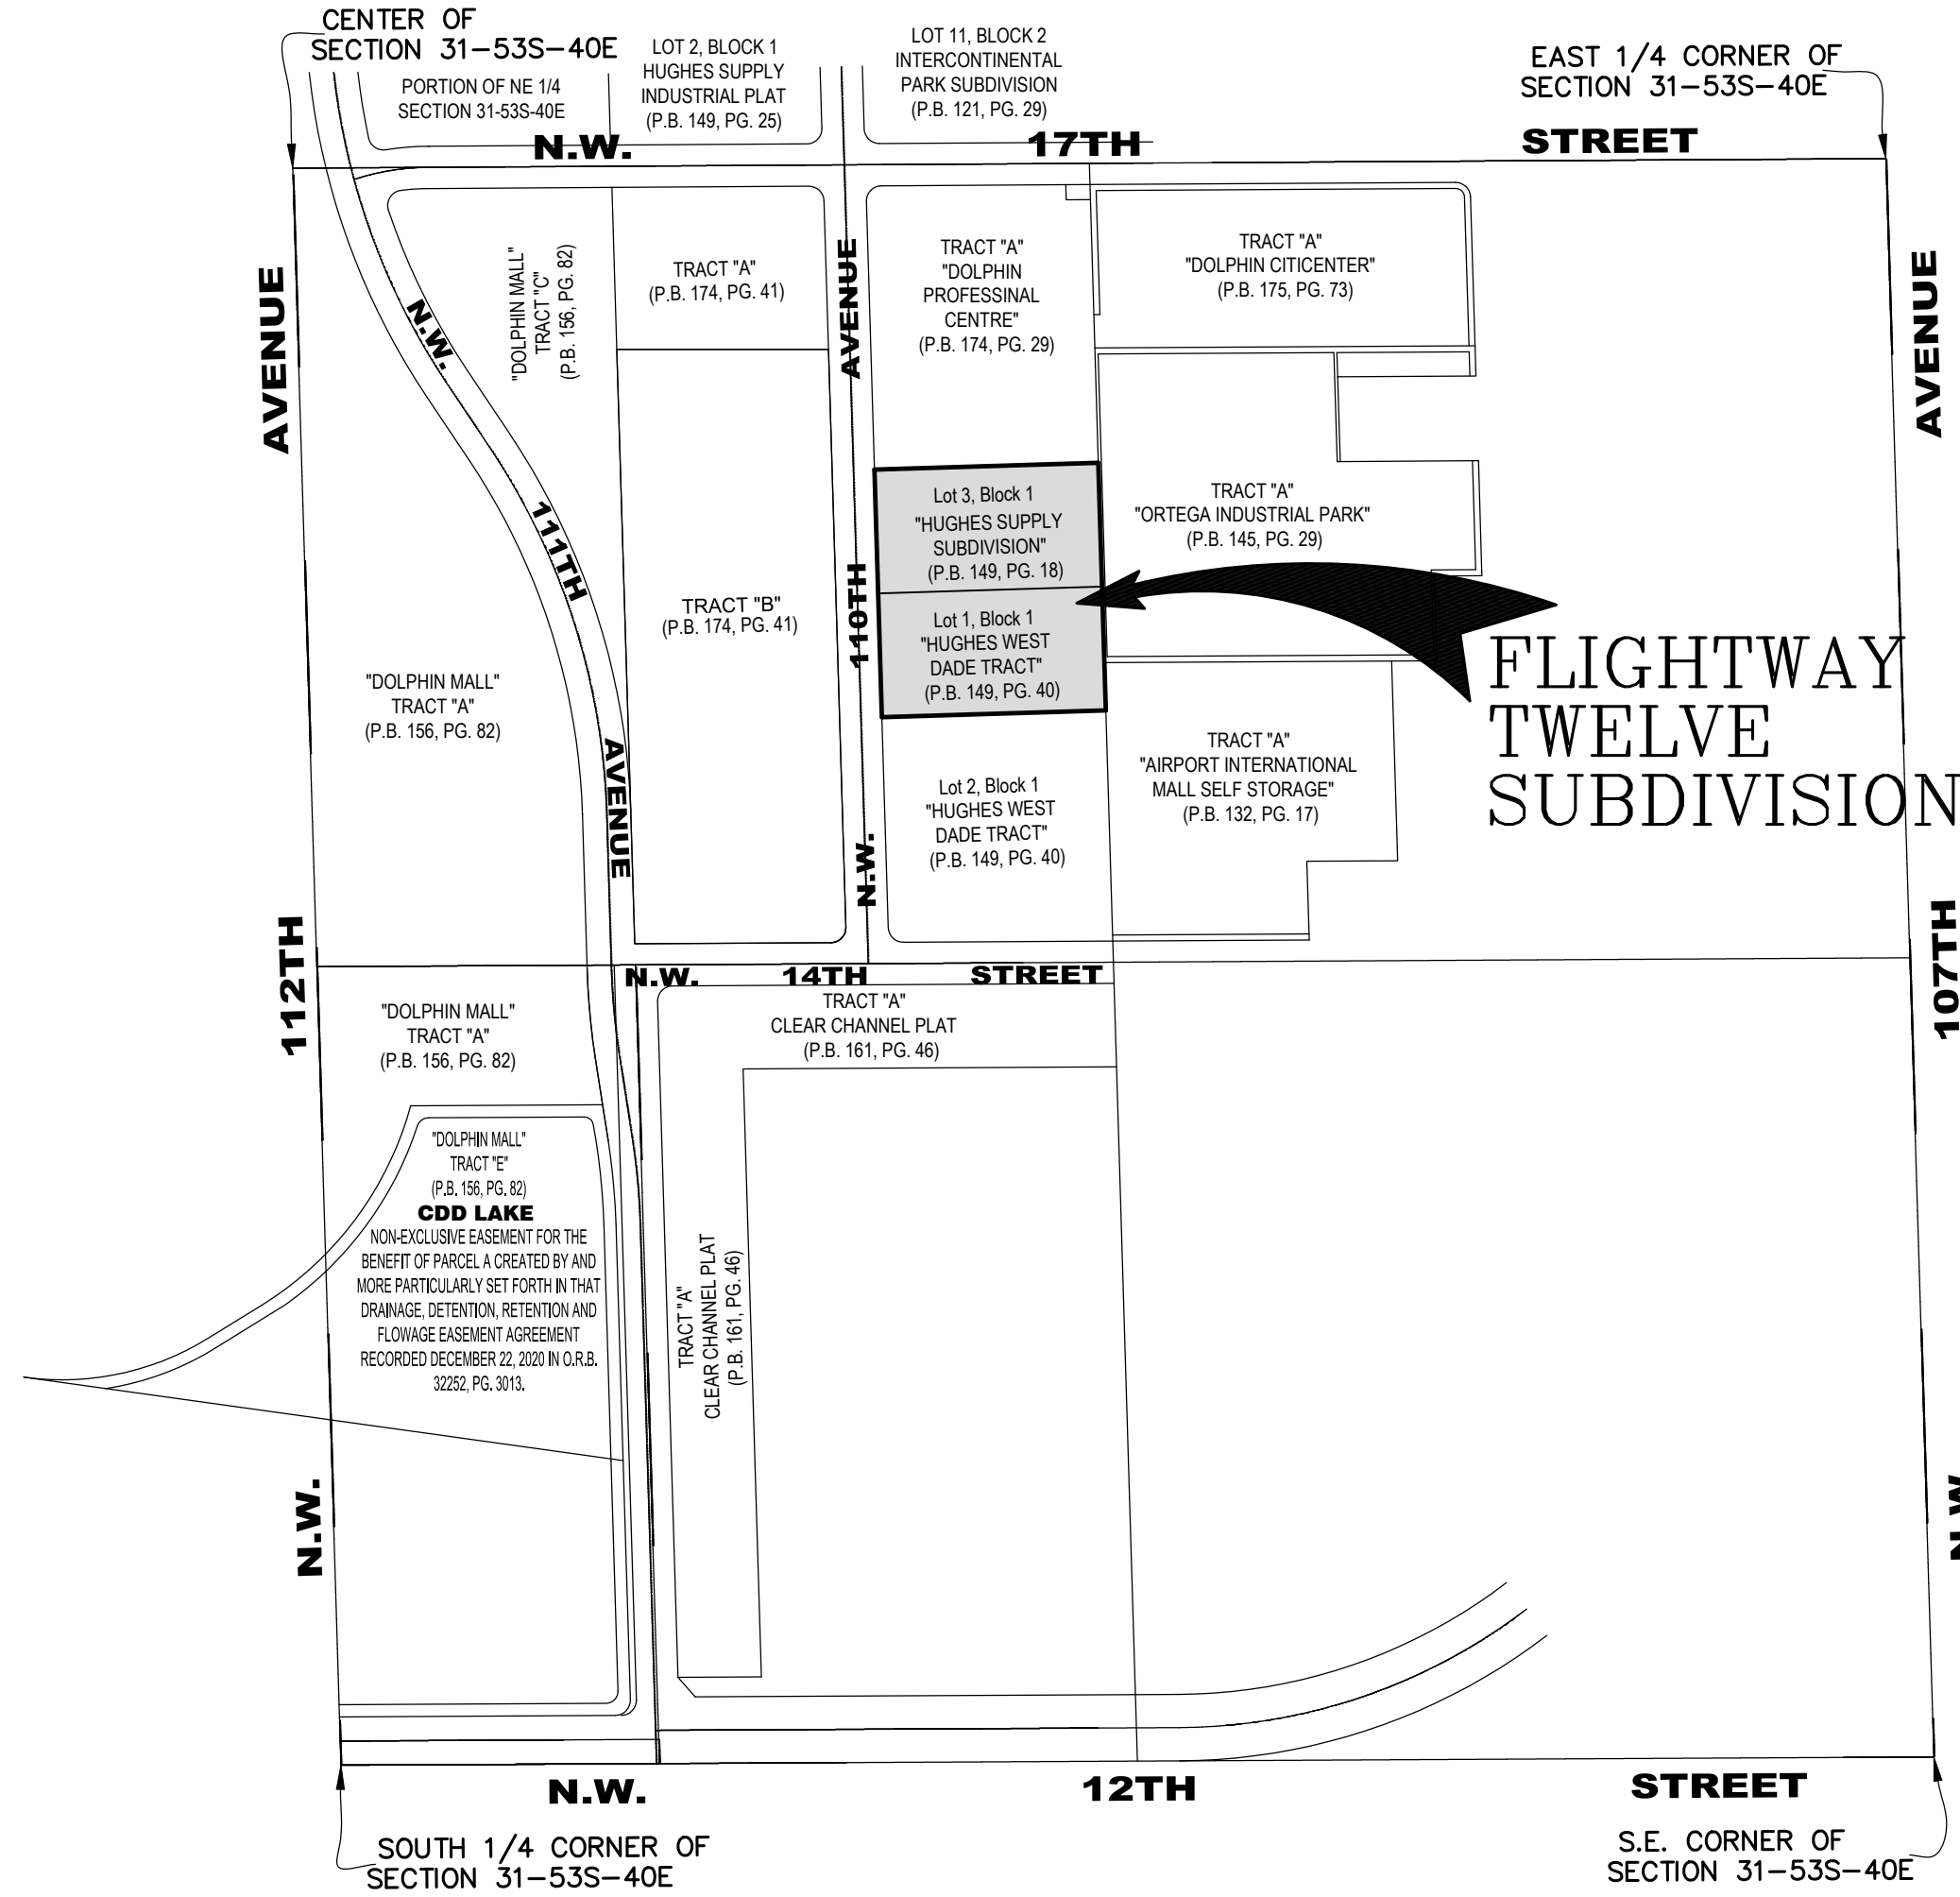 CENTER OF
SECTION 31-53S-40E
PORTION OF NE 1/4
SECTION 31-53S-40E
LOT 2, BLOCK 1
HUGHES SUPPLY
INDUSTRIAL PLAT
(P.B. 149, PG. 25)
LOT 11, BLOCK 2
INTERCONTINENTAL
PARK SUBDIVISION
(P.B. 121, PG. 29)
EAST 1/4 CORNER OF
SECTION 31-53S-40E
N.W. 17TH STREET
AVENUE
112TH
N.W.
N.W.
111TH
AVENUE
"DOLPHIN MALL"
TRACT "C"
(P.B. 156, PG. 82)
TRACT "A"
(P.B. 174, PG. 41)
AVENUE
110TH
N.W.
TRACT "A"
"DOLPHIN
PROFESSINAL
CENTRE"
(P.B. 174, PG. 29)
TRACT "A"
"DOLPHIN CITICENTER"
(P.B. 175, PG. 73)
AVENUE
107TH
N.W.
Lot 3, Block 1
"HUGHES SUPPLY
SUBDIVISION"
(P.B. 149, PG. 18)
TRACT "A"
"ORTEGA INDUSTRIAL PARK"
(P.B. 145, PG. 29)
TRACT "B"
(P.B. 174, PG. 41)
Lot 1, Block 1
"HUGHES WEST
DADE TRACT"
(P.B. 149, PG. 40)
FLIGHTWAY
TWELVE
SUBDIVISION
"DOLPHIN MALL"
TRACT "A"
(P.B. 156, PG. 82)
Lot 2, Block 1
"HUGHES WEST
DADE TRACT"
(P.B. 149, PG. 40)
TRACT "A"
"AIRPORT INTERNATIONAL
MALL SELF STORAGE"
(P.B. 132, PG. 17)
N.W. 14TH STREET
"DOLPHIN MALL"
TRACT "A"
(P.B. 156, PG. 82)
TRACT "A"
CLEAR CHANNEL PLAT
(P.B. 161, PG. 46)
"DOLPHIN MALL"
TRACT "E"
(P.B. 156, PG. 82)
CDD LAKE
NON-EXCLUSIVE EASEMENT FOR THE
BENEFIT OF PARCEL A CREATED BY AND
MORE PARTICULARLY SET FORTH IN THAT
DRAINAGE, DETENTION, RETENTION AND
FLOWAGE EASEMENT AGREEMENT
RECORDED DECEMBER 22, 2020 IN O.R.B.
32252, PG. 3013.
TRACT "A"
CLEAR CHANNEL PLAT
(P.B. 161, PG. 46)
N.W. 12TH STREET
SOUTH 1/4 CORNER OF
SECTION 31-53S-40E
S.E. CORNER OF
SECTION 31-53S-40E